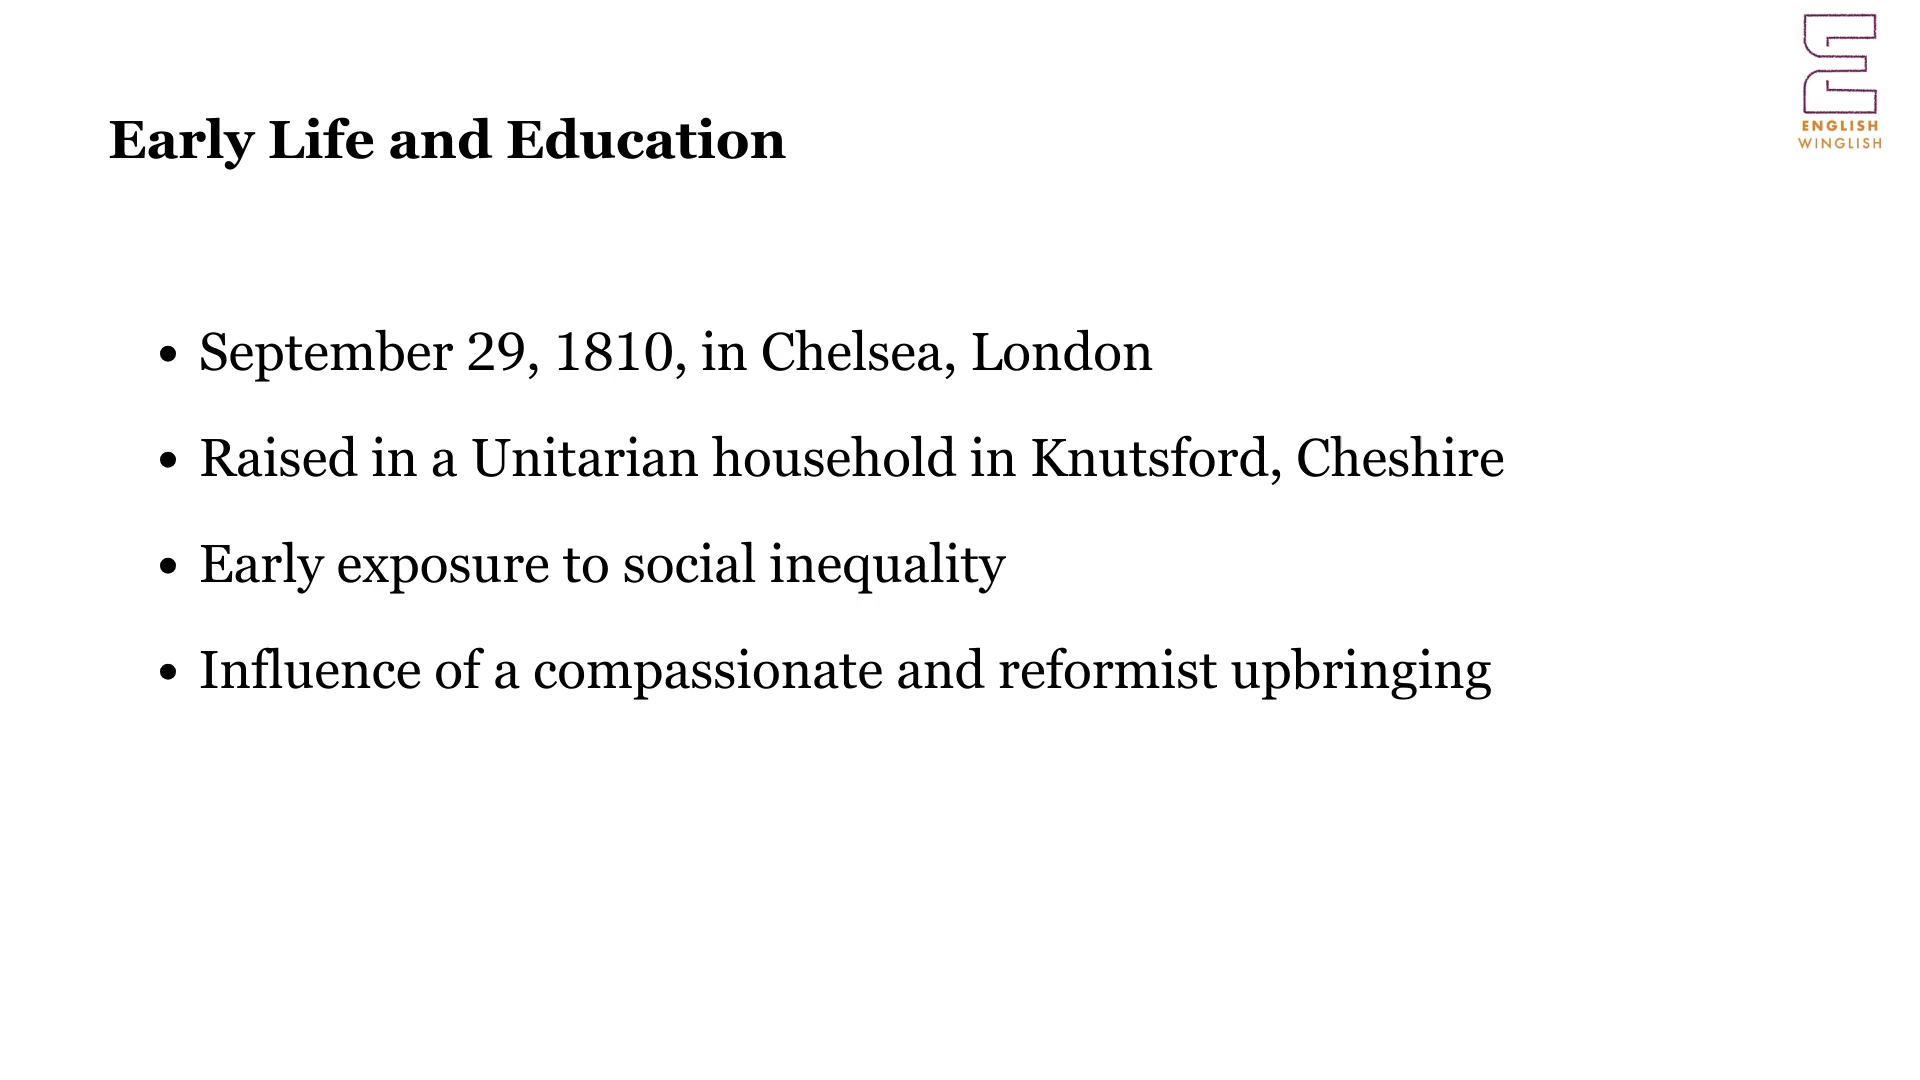 ENGLISH
WINGLISH
Early Life and Education
• September 29, 1810, in Chelsea, London
• Raised in a Unitarian household in Knutsford, Cheshire
• Early exposure to social inequality
• Influence of a compassionate and reformist upbringing